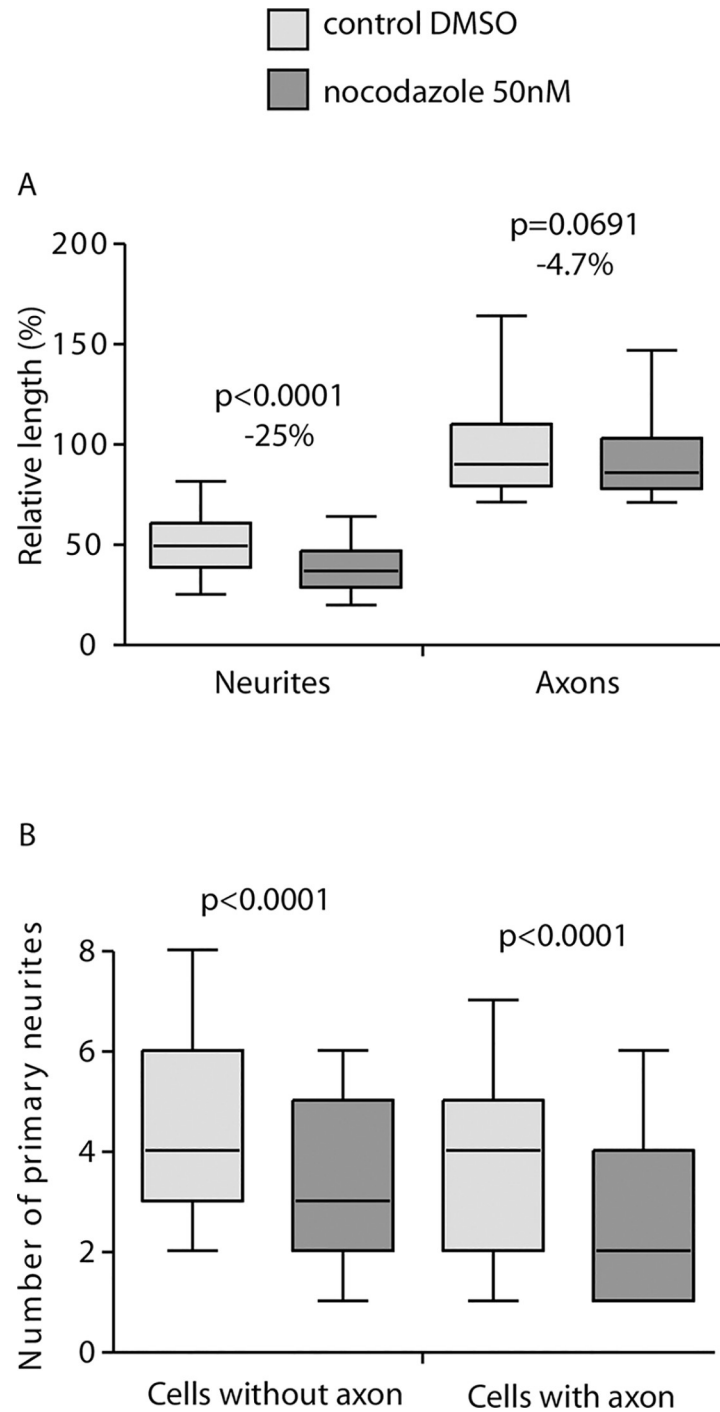 control DMSO
nocodazole 50nM
A
p=0.0691
-4.7%
p<0.0001
-25%
Relative length (%)
200
150
100
50
0
Neurites
Axons
B
p<0.0001
p<0.0001
Number of primary neurites
8
6
4
2
0
Cells without axon
Cells with axon